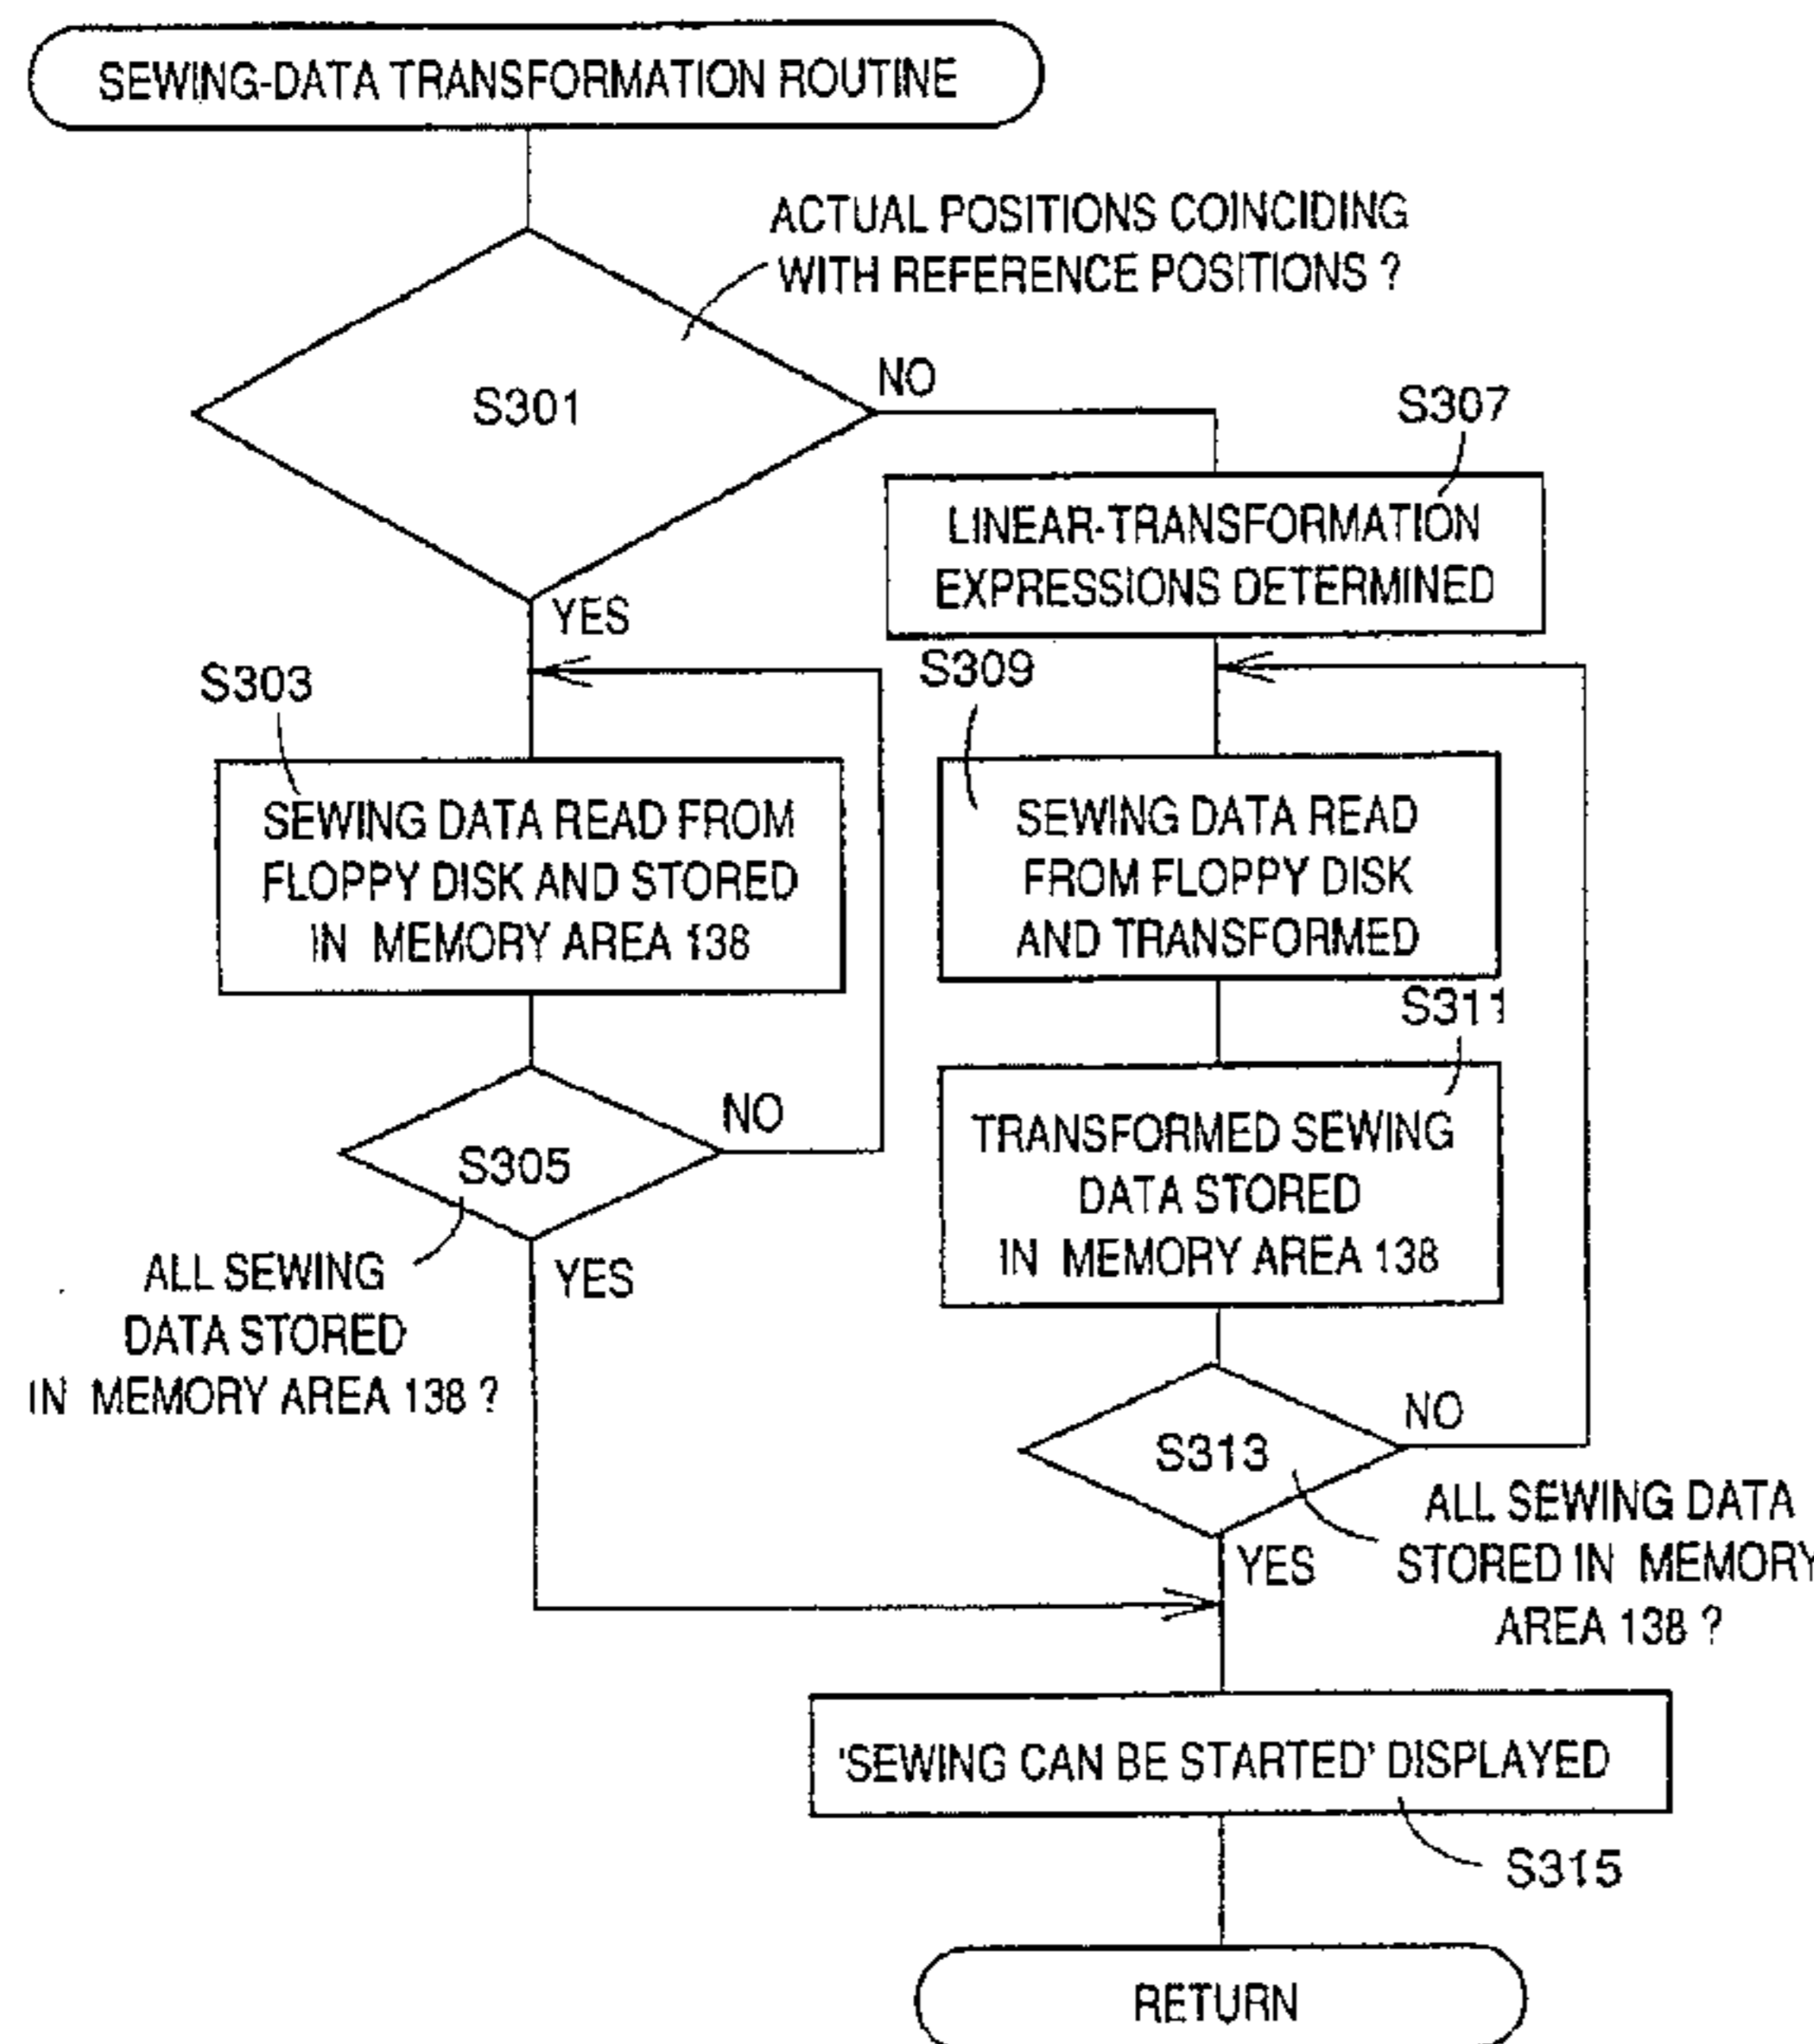 SEWING-DATA TRANSFORMATION ROUTINE
ACTUAL POSITIONS COINCIDING
WITH REFERENCE POSITIONS ?
S301
NO
YES
S307
LINEAR-TRANSFORMATION
EXPRESSIONS DETERMINED
S303
SEWING DATA READ FROM
FLOPPY DISK AND STORED
IN MEMORY AREA 138
S305
NO
YES
ALL SEWING
DATA STORED
IN MEMORY AREA 138 ?
S309
SEWING DATA READ
FROM FLOPPY DISK
AND TRANSFORMED
S311
TRANSFORMED SEWING
DATA STORED
IN MEMORY AREA 138
S313
NO
YES
ALL SEWING DATA
STORED IN MEMORY
AREA 138 ?
'SEWING CAN BE STARTED' DISPLAYED
S315
RETURN